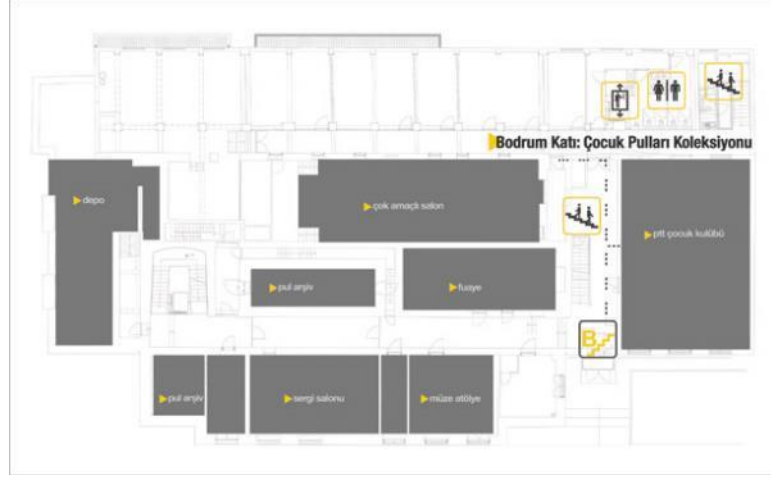 Bodrum Katı: Çocuk Pulları Koleksiyonu
depo
çok amaçlı salon
ptt çocuk kulübü
pul arşiv
fuaye
B
pul arşiv
sergi salonu
müze atölye